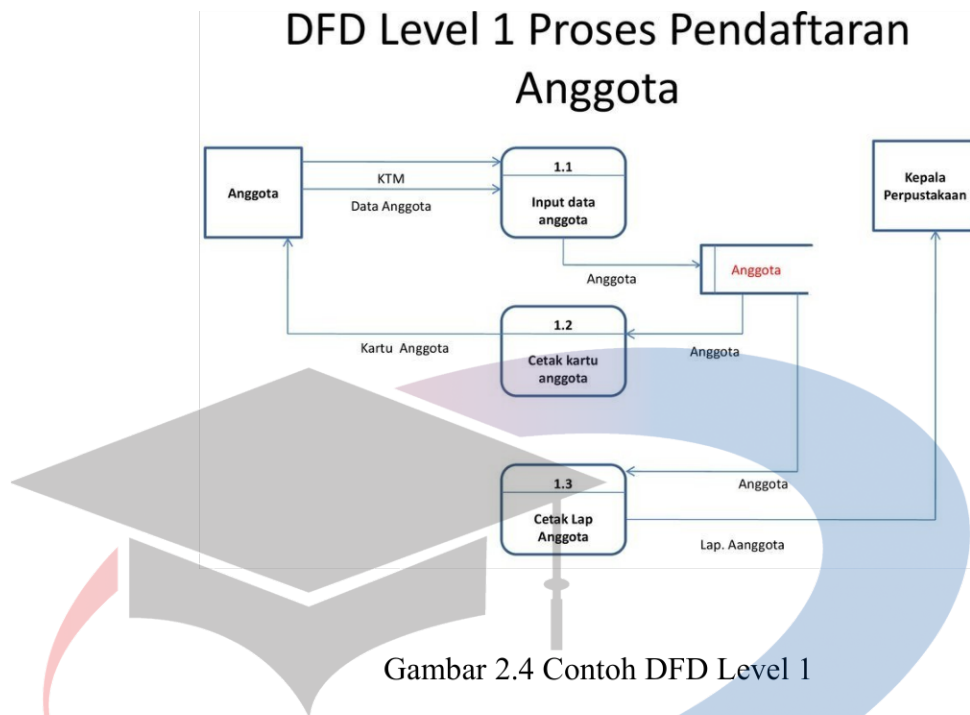 DFD Level 1 Proses Pendaftaran
Anggota
Anggota
KTM
Data Anggota
1.1
Input data
anggota
Kepala
Perpustakaan
Anggota
Anggota
1.2
Cetak kartu
anggota
Kartu Anggota
Anggota
1.3
Cetak Lap
Anggota
Anggota
Lap. Aanggota
Gambar 2.4 Contoh DFD Level 1